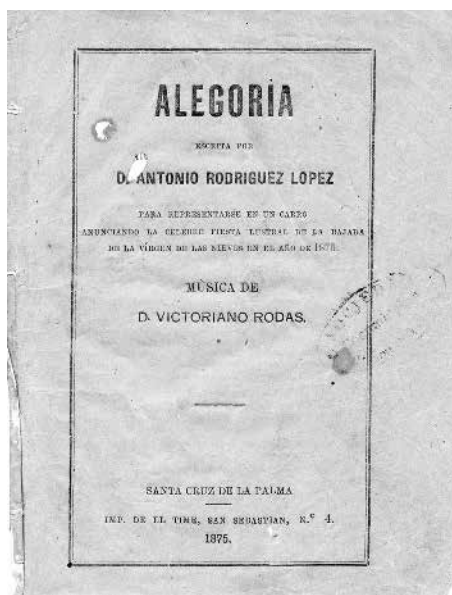 ALEGORIA
ESCRITA POR
D. ANTONIO RODRIGUEZ LOPEZ
PARA REPRESENTARSE EN UN CARRO
ANUNCIANDO LA CELEBRE FIESTA LUSTRAL DE LA BAJADA
DE LA VIRGEN DE LAS NIEVES EN EL AÑO DE 1875.
MÚSICA DE
D. VICTORIANO RODAS.
SANTA CRUZ DE LA PALMA
IMP. DE EL TIME, SAN SEBASTIAN, N.º 4.
1875.